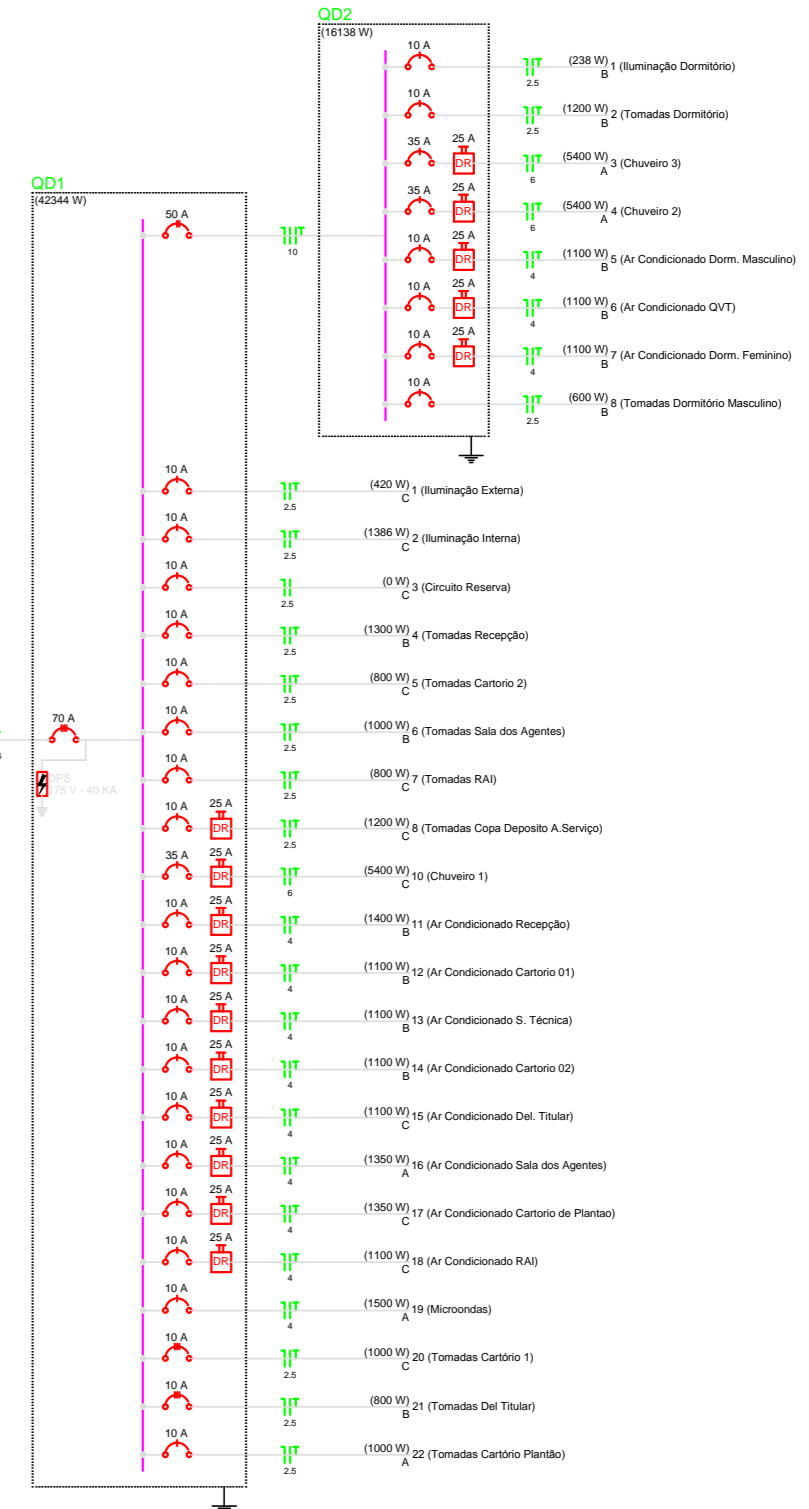 QD2
(16138 W)
10 A
2.5
(238 W)
B
1 (Iluminação Dormitório)
10 A
2.5
(1200 W)
B
2 (Tomadas Dormitório)
35 A
25 A
DR
6
(5400 W)
A
3 (Chuveiro 3)
35 A
25 A
DR
6
(5400 W)
A
4 (Chuveiro 2)
10 A
25 A
DR
4
(1100 W)
B
5 (Ar Condicionado Dorm. Masculino)
10 A
25 A
DR
4
(1100 W)
B
6 (Ar Condicionado QVT)
10 A
25 A
DR
4
(1100 W)
B
7 (Ar Condicionado Dorm. Feminino)
10 A
2.5
(600 W)
B
8 (Tomadas Dormitório Masculino)
QD1
(42344 W)
50 A
10
70 A
DPS
175 V - 40 KA
10 A
2.5
(420 W)
C
1 (Iluminação Externa)
10 A
2.5
(1386 W)
C
2 (Iluminação Interna)
10 A
2.5
(0 W)
C
3 (Circuito Reserva)
10 A
2.5
(1300 W)
B
4 (Tomadas Recepção)
10 A
2.5
(800 W)
C
5 (Tomadas Cartorio 2)
10 A
2.5
(1000 W)
B
6 (Tomadas Sala dos Agentes)
10 A
2.5
(800 W)
C
7 (Tomadas RAI)
10 A
25 A
DR
2.5
(1200 W)
C
8 (Tomadas Copa Deposito A.Serviço)
35 A
25 A
DR
6
(5400 W)
C
10 (Chuveiro 1)
10 A
25 A
DR
4
(1400 W)
B
11 (Ar Condicionado Recepção)
10 A
25 A
DR
4
(1100 W)
B
12 (Ar Condicionado Cartorio 01)
10 A
25 A
DR
4
(1100 W)
B
13 (Ar Condicionado S. Técnica)
10 A
25 A
DR
4
(1100 W)
B
14 (Ar Condicionado Cartorio 02)
10 A
25 A
DR
4
(1100 W)
C
15 (Ar Condicionado Del. Titular)
10 A
25 A
DR
4
(1350 W)
A
16 (Ar Condicionado Sala dos Agentes)
10 A
25 A
DR
4
(1350 W)
C
17 (Ar Condicionado Cartorio de Plantao)
10 A
25 A
DR
4
(1100 W)
C
18 (Ar Condicionado RAI)
10 A
4
(1500 W)
A
19 (Microondas)
10 A
2.5
(1000 W)
C
20 (Tomadas Cartório 1)
10 A
2.5
(800 W)
B
21 (Tomadas Del Titular)
10 A
2.5
(1000 W)
A
22 (Tomadas Cartório Plantão)